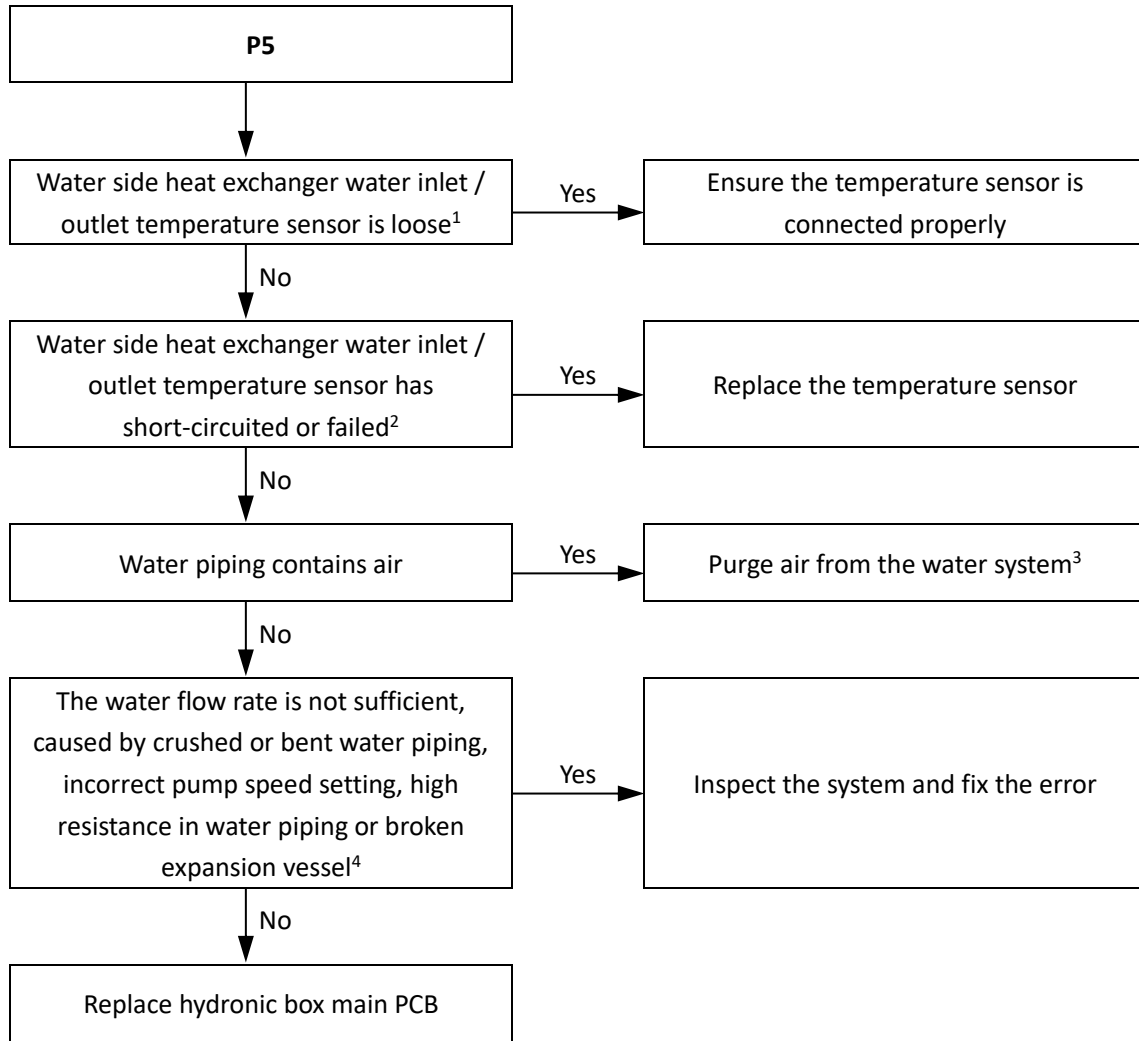 P5
Water side heat exchanger water inlet /
outlet temperature sensor is loose¹
Yes
Ensure the temperature sensor is
connected properly
No
Water side heat exchanger water inlet /
outlet temperature sensor has
short-circuited or failed²
Yes
Replace the temperature sensor
No
Water piping contains air
Yes
Purge air from the water system³
No
The water flow rate is not sufficient,
caused by crushed or bent water piping,
incorrect pump speed setting, high
resistance in water piping or broken
expansion vessel⁴
Yes
Inspect the system and fix the error
No
Replace hydronic box main PCB